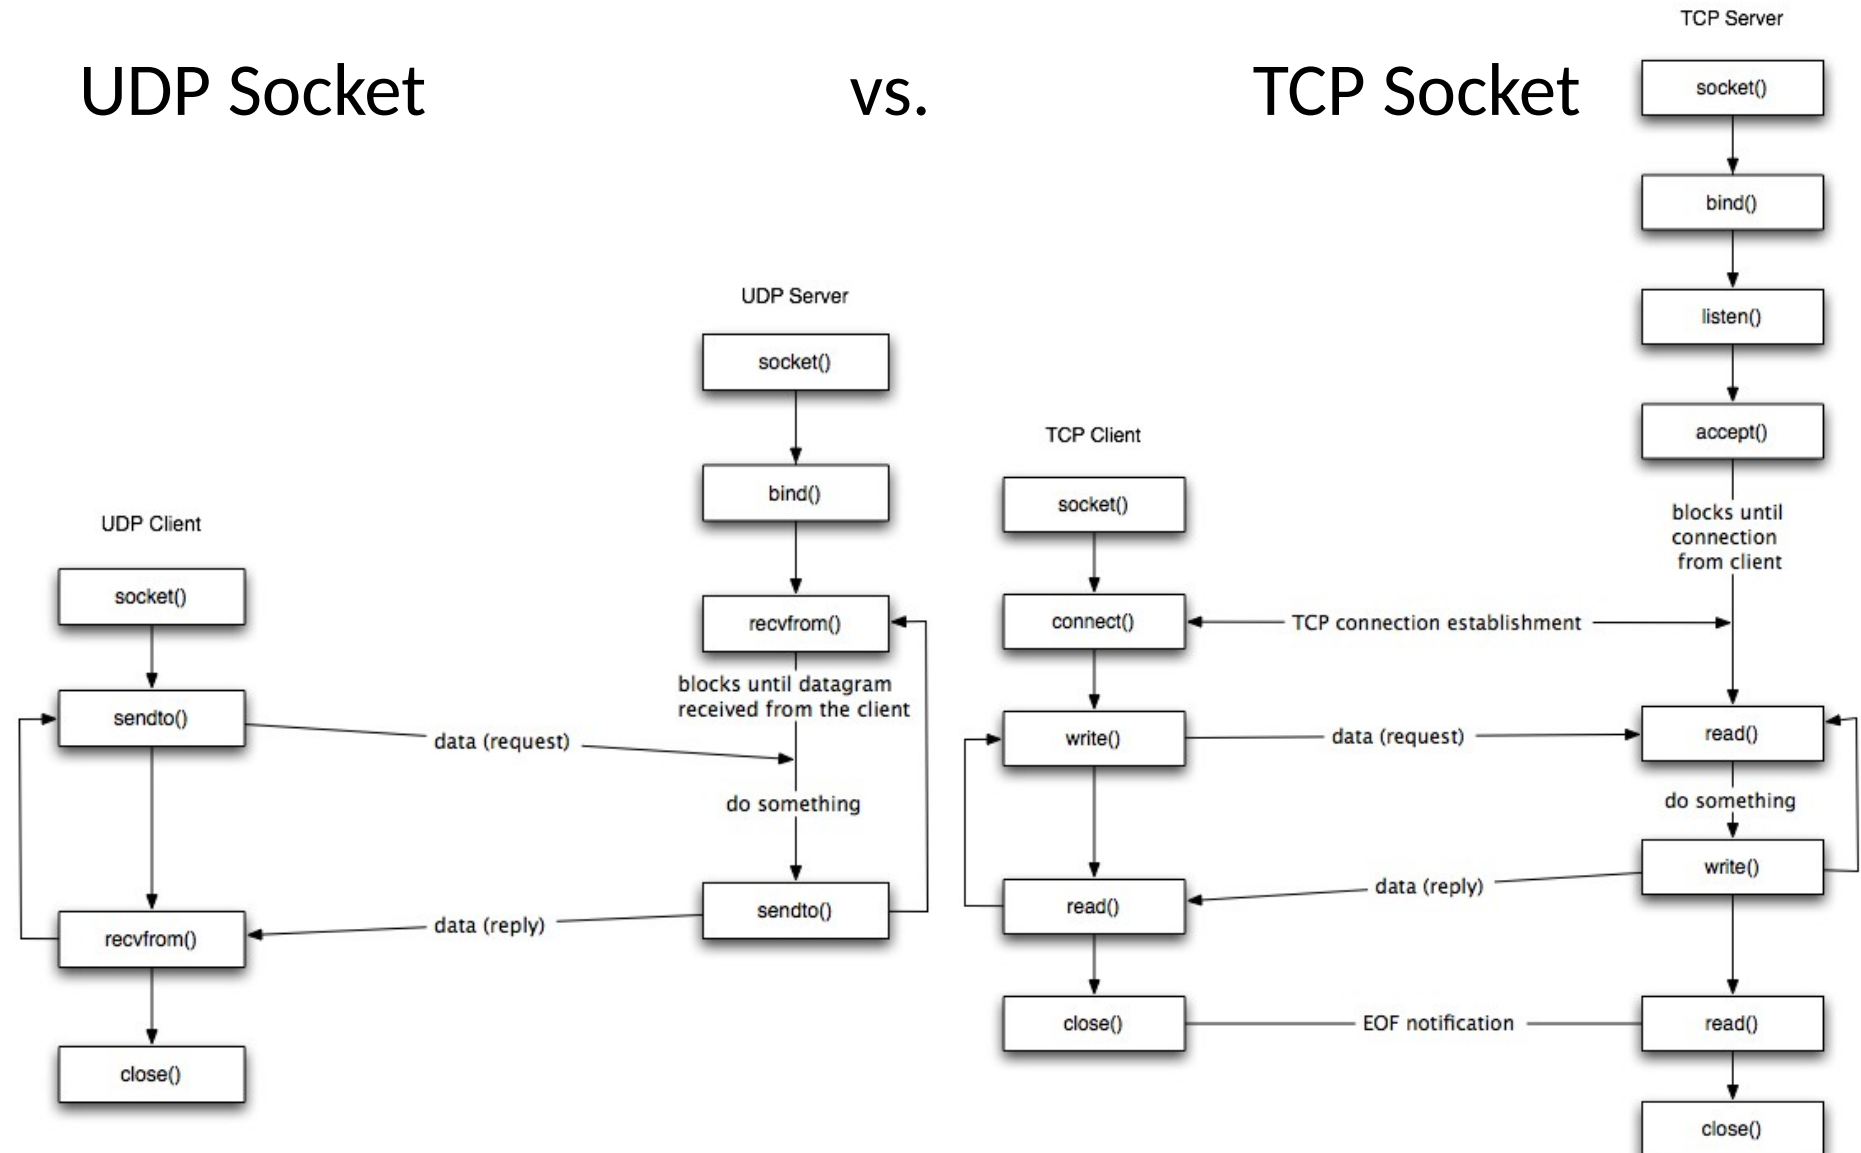 UDP Socket vs. TCP Socket
UDP Client
socket()
sendto()
recvfrom()
close()
data (request)
data (reply)
UDP Server
socket()
bind()
recvfrom()
blocks until datagram
received from the client
do something
sendto()
TCP Client
socket()
connect()
write()
read()
close()
TCP connection establishment
data (request)
data (reply)
EOF notification
TCP Server
socket()
bind()
listen()
accept()
blocks until
connection
from client
read()
do something
write()
read()
close()